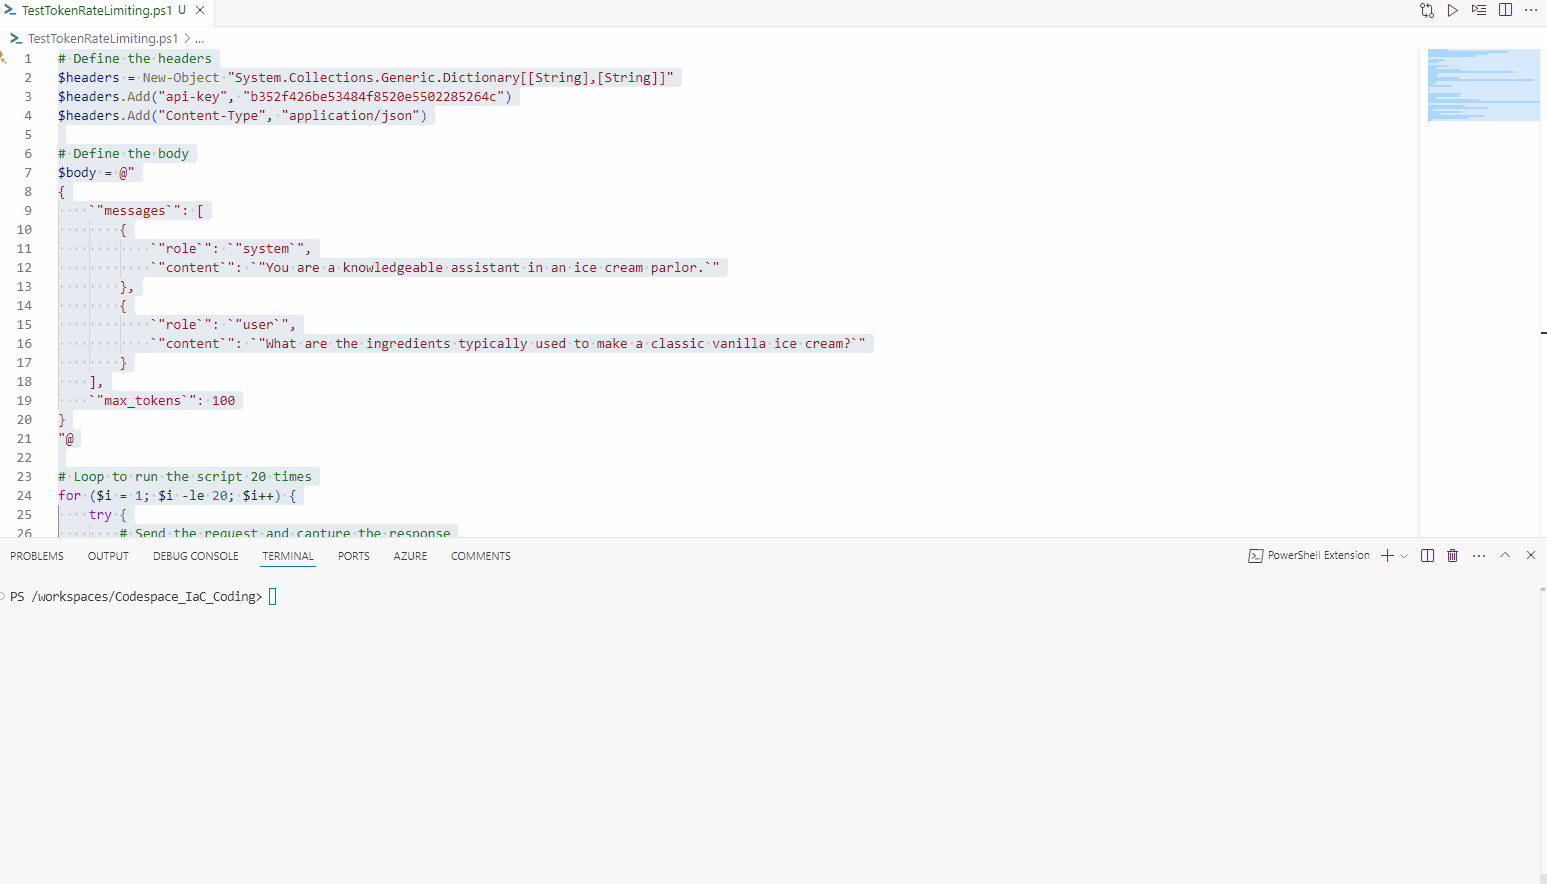 TestTokenRateLimiting.ps1 U
TestTokenRateLimiting.ps1 > ...
1 # Define the headers
2 $headers = New-Object "System.Collections.Generic.Dictionary[[String],[String]]"
3 $headers.Add("api-key", "b352f426be53484f8520e5502285264c")
4 $headers.Add("Content-Type", "application/json")
5
6 # Define the body
7 $body = @"
8 {
9     `"messages`": [
10         {
11             `"role`": `"system`",
12             `"content`": `"You are a knowledgeable assistant in an ice cream parlor.`"
13         },
14         {
15             `"role`": `"user`",
16             `"content`": `"What are the ingredients typically used to make a classic vanilla ice cream?`"
17         }
18     ],
19     `"max_tokens`": 100
20 }
21 "@
22
23 # Loop to run the script 20 times
24 for ($i = 1; $i -le 20; $i++) {
25     try {
26         # Send the request and capture the response
PROBLEMS OUTPUT DEBUG CONSOLE TERMINAL PORTS AZURE COMMENTS PowerShell Extension
PS /workspaces/Codespace_IaC_Coding>